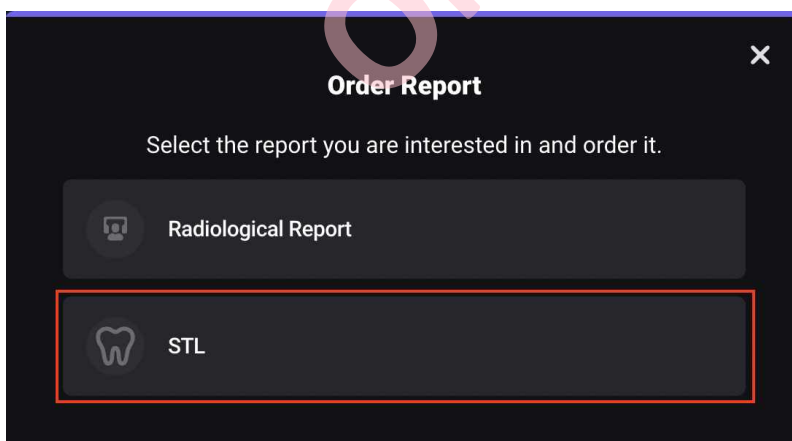 Order Report
Select the report you are interested in and order it.
Radiological Report
STL